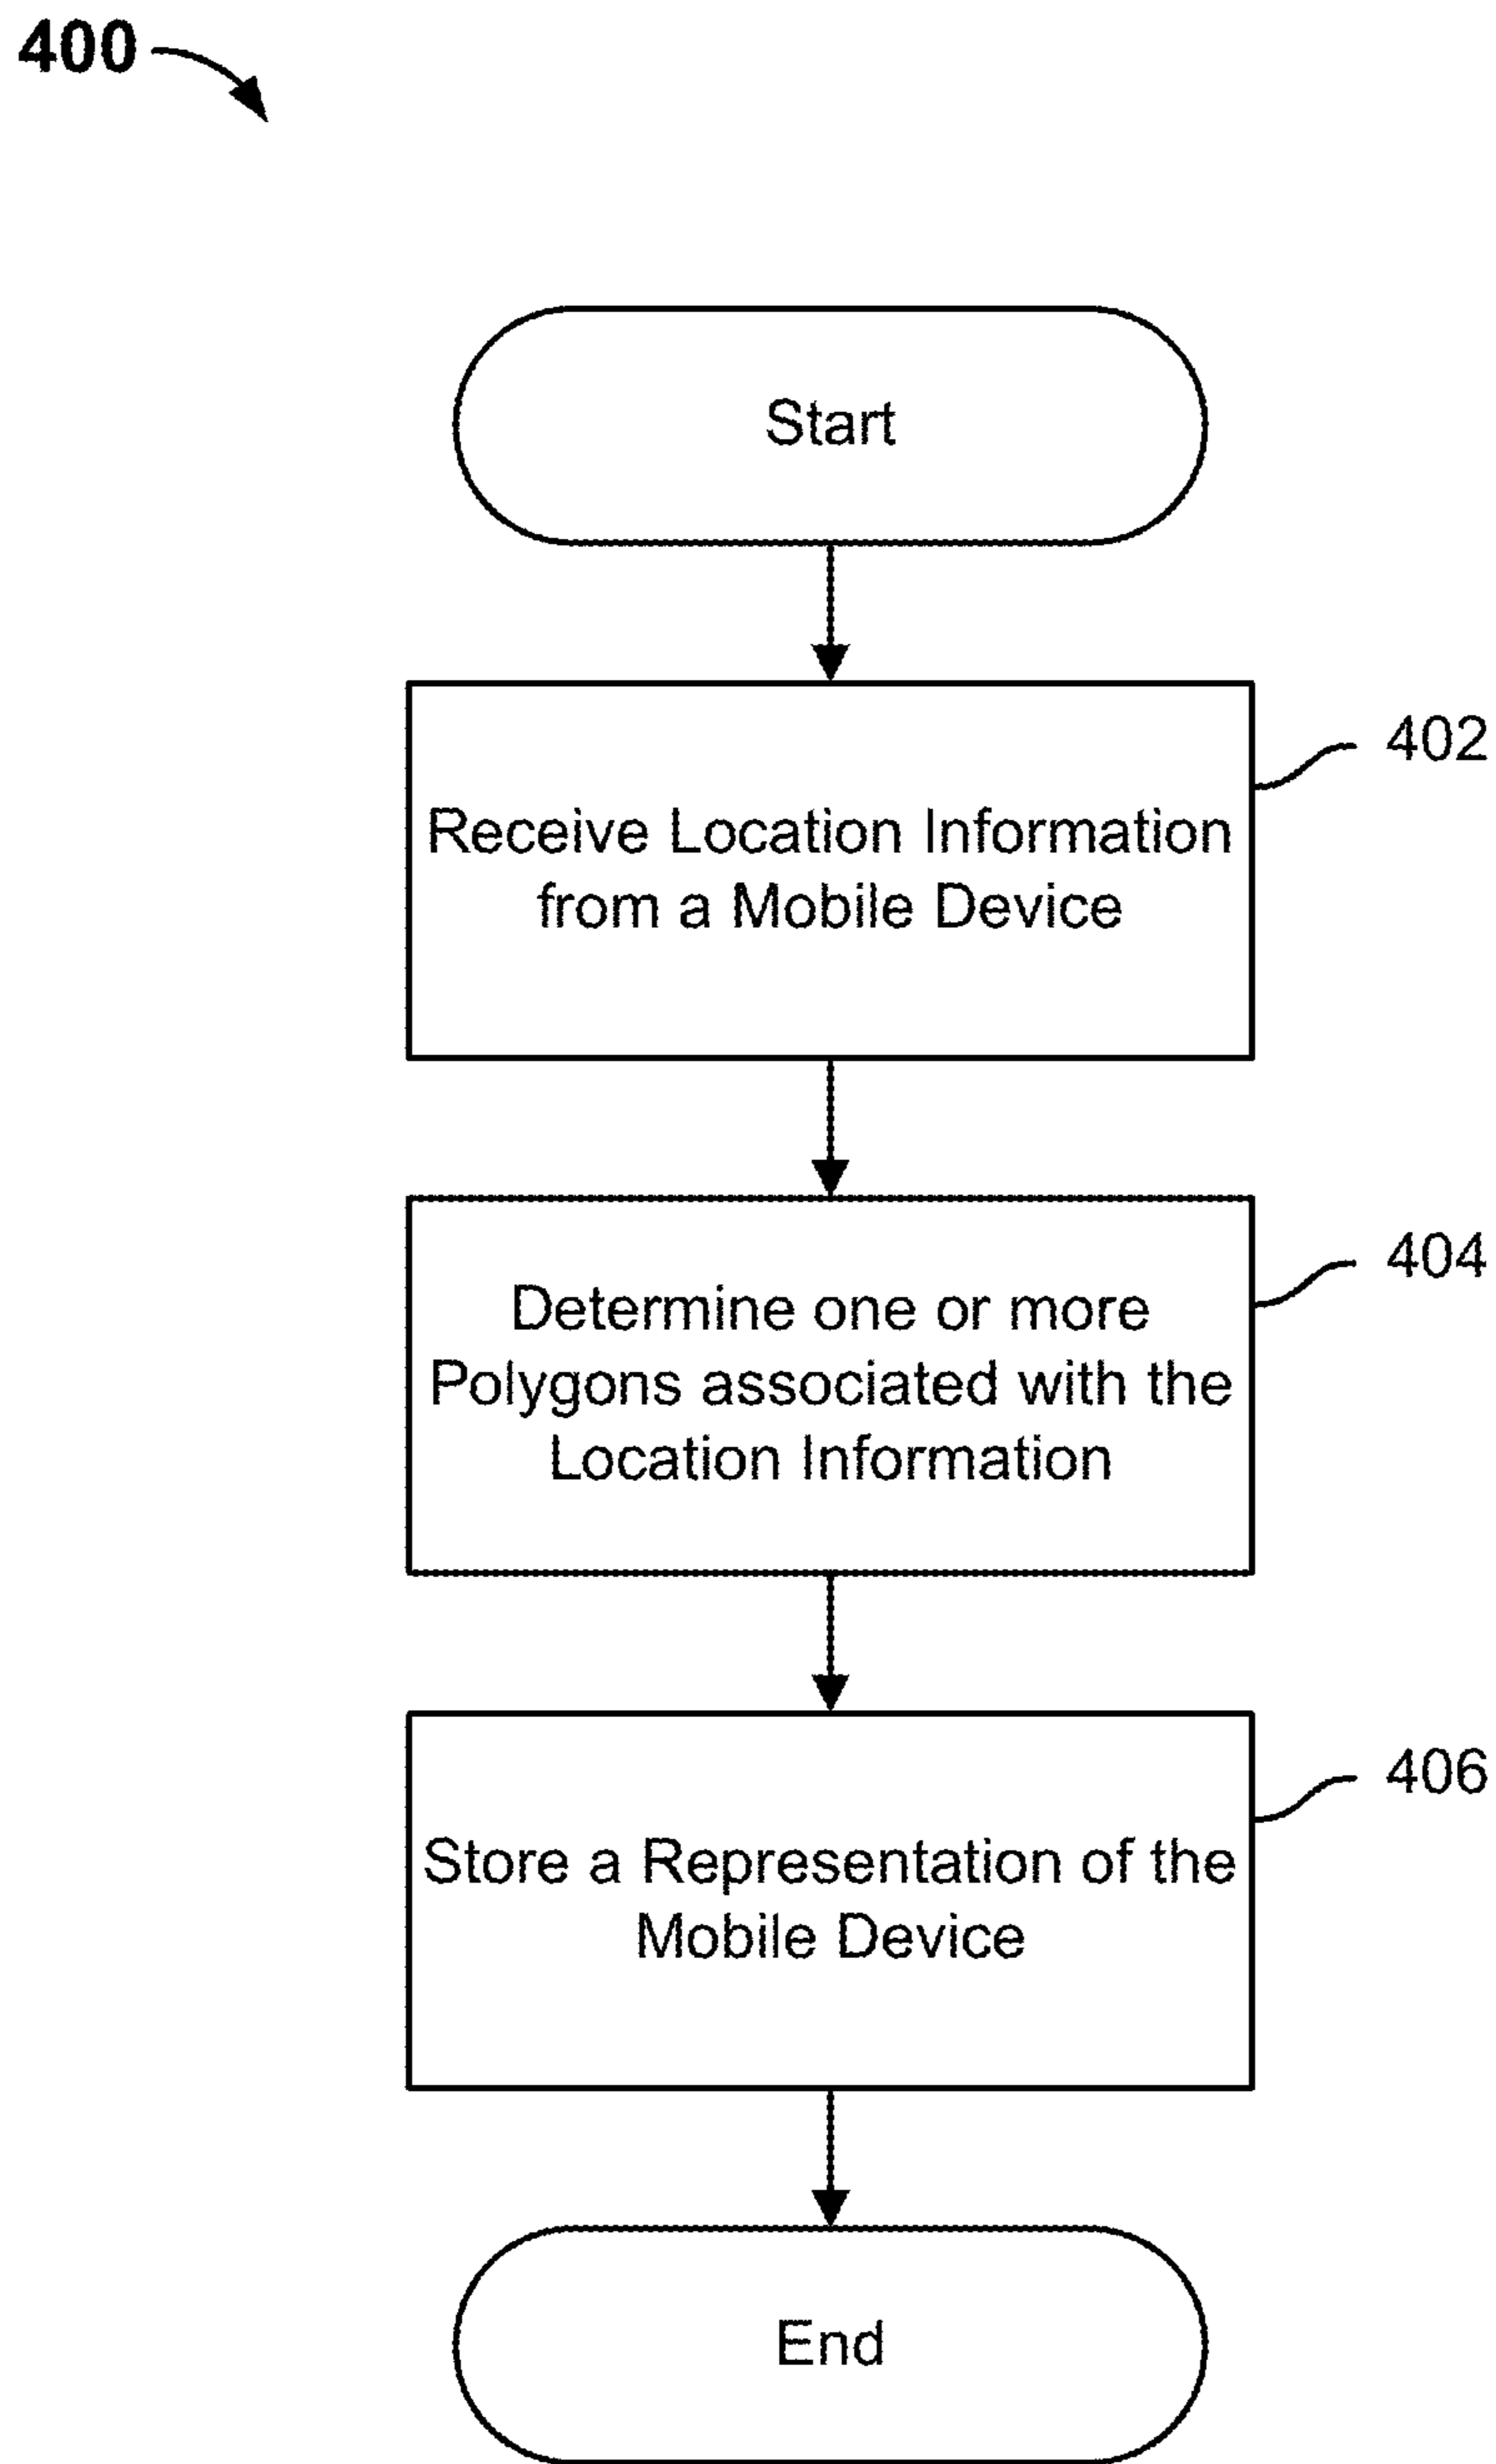 400
Start
402
Receive Location Information
from a Mobile Device
404
Determine one or more
Polygons associated with the
Location Information
406
Store a Representation of the
Mobile Device
End